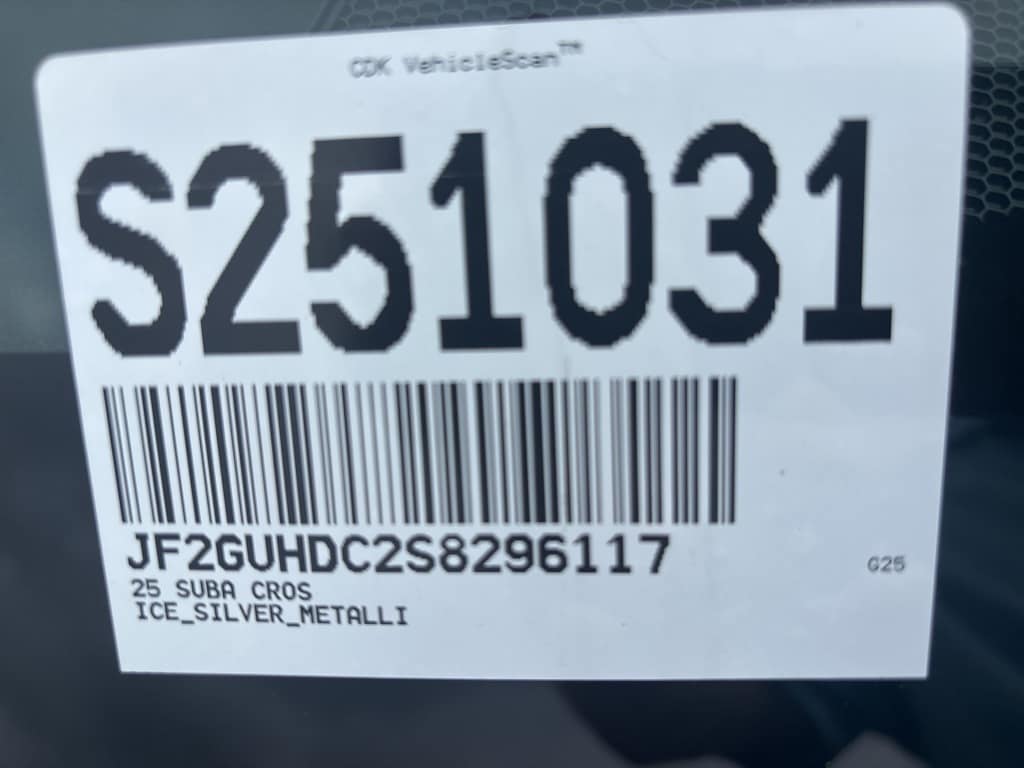 CDK VehicleScan™
S251031
JF2GUHDC2S8296117
G25
25 SUBA CROS
ICE_SILVER_METALLI